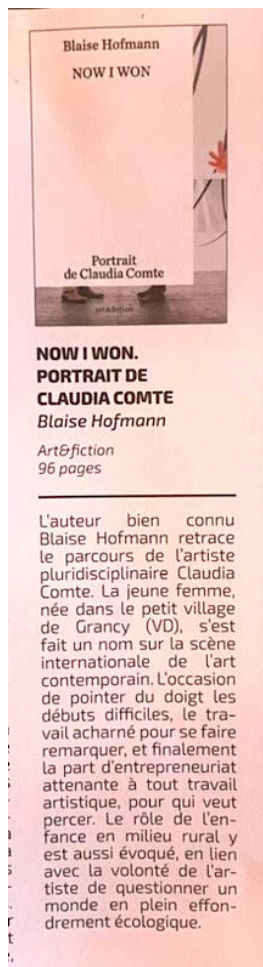 Blaise Hofmann
NOW I WON
Portrait
de Claudia Comte
art&fiction
NOW I WON.
PORTRAIT DE
CLAUDIA COMTE
Blaise Hofmann
Art&fiction
96 pages
L'auteur bien connu
Blaise Hofmann retrace
le parcours de l'artiste
pluridisciplinaire Claudia
Comte. La jeune femme,
née dans le petit village
de Grancy (VD), s'est
fait un nom sur la scène
internationale de l'art
contemporain. L'occasion
de pointer du doigt les
débuts difficiles, le tra-
vail acharné pour se faire
remarquer, et finalement
la part d'entrepreneuriat
attenante à tout travail
artistique, pour qui veut
percer. Le rôle de l'en-
fance en milieu rural y
est aussi évoqué, en lien
avec la volonté de l'ar-
tiste de questionner un
monde en plein effon-
drement écologique.